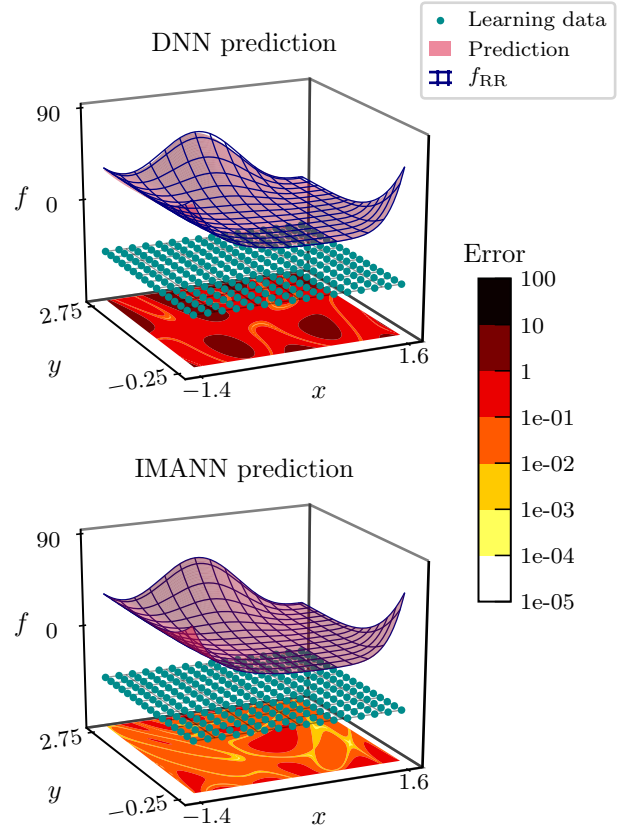 Learning data
Prediction
f_RR
DNN prediction
90
f 0
2.75
y
−0.25
−1.4
x
1.6
Error
100
10
1
1e-01
1e-02
1e-03
1e-04
1e-05
IMANN prediction
90
f 0
2.75
y
−0.25
−1.4
x
1.6